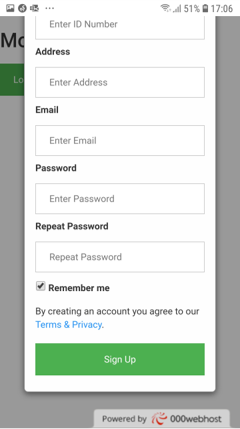 51% 17:06
Enter ID Number
Mo
Address
Enter Address
Lo
Email
Enter Email
Password
Enter Password
Repeat Password
Repeat Password
Remember me
By creating an account you agree to our
Terms & Privacy.
Sign Up
Powered by 000webhost